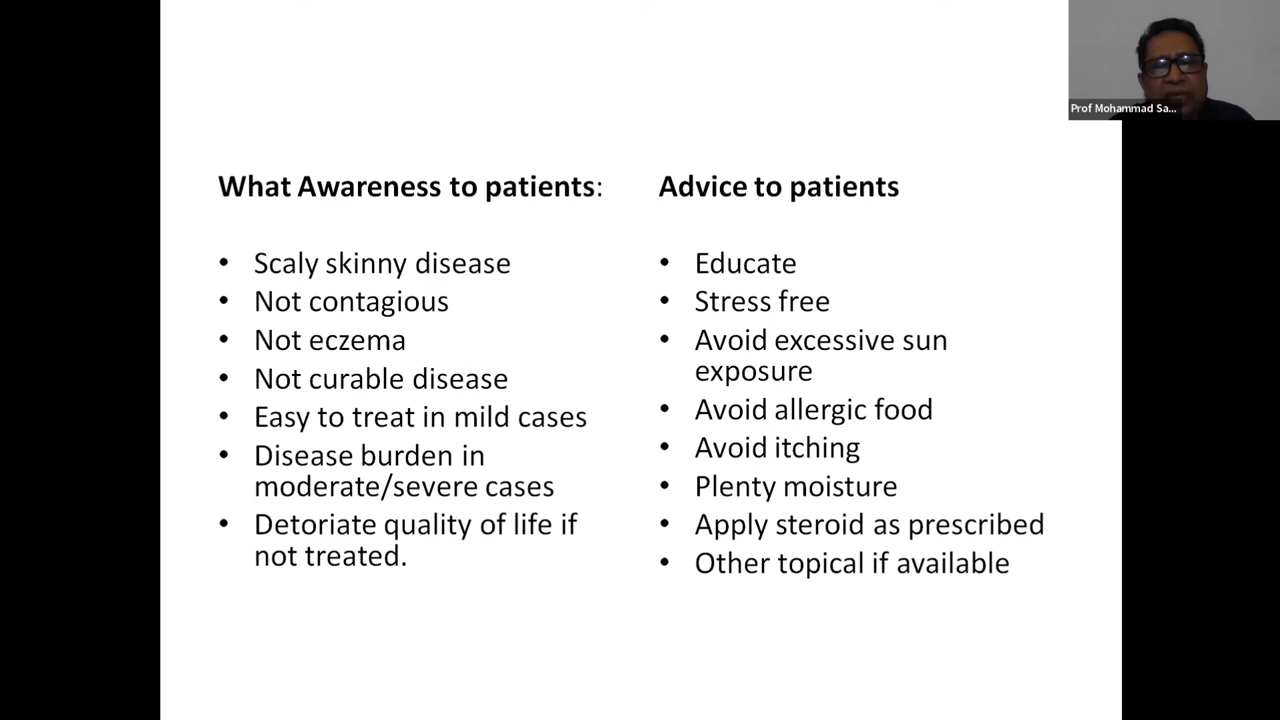 Prof Mohammad Sa...
What Awareness to patients:
• Scaly skinny disease
• Not contagious
• Not eczema
• Not curable disease
• Easy to treat in mild cases
• Disease burden in
moderate/severe cases
• Detoriate quality of life if
not treated.
Advice to patients
• Educate
• Stress free
• Avoid excessive sun
exposure
• Avoid allergic food
• Avoid itching
• Plenty moisture
• Apply steroid as prescribed
• Other topical if available